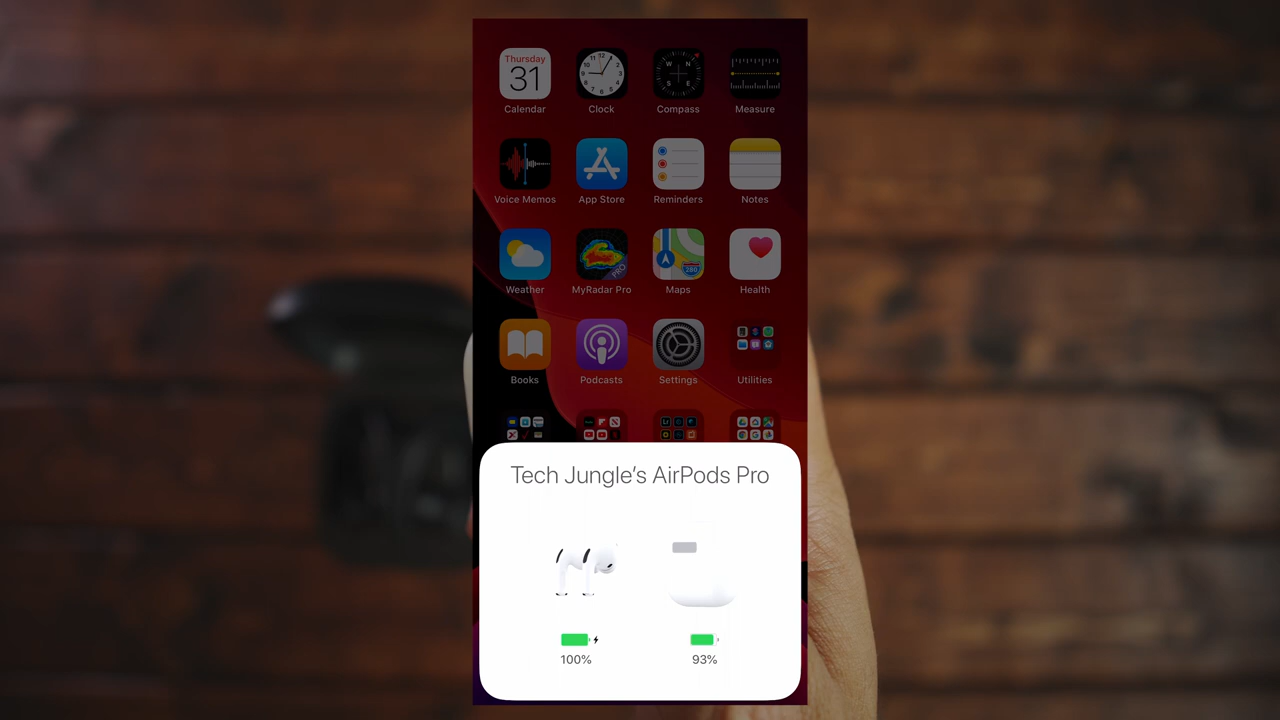 Thursday
31
Calendar
Clock
Compass
Measure
Voice Memos
App Store
Reminders
Notes
Weather
MyRadar Pro
Maps
Health
Books
Podcasts
Settings
Utilities
Tech Jungle's AirPods Pro
100%
93%